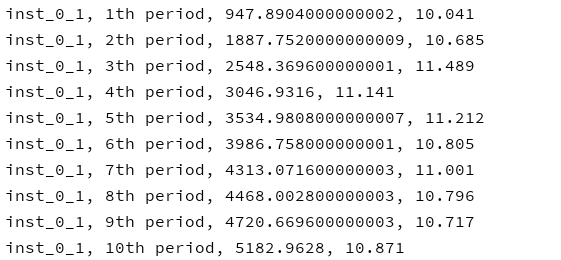 inst_0_1, 1th period, 947.8904000000002, 10.041
inst_0_1, 2th period, 1887.7520000000009, 10.685
inst_0_1, 3th period, 2548.369600000001, 11.489
inst_0_1, 4th period, 3046.9316, 11.141
inst_0_1, 5th period, 3534.9808000000007, 11.212
inst_0_1, 6th period, 3986.758000000001, 10.805
inst_0_1, 7th period, 4313.071600000003, 11.001
inst_0_1, 8th period, 4468.002800000003, 10.796
inst_0_1, 9th period, 4720.669600000003, 10.717
inst_0_1, 10th period, 5182.9628, 10.871